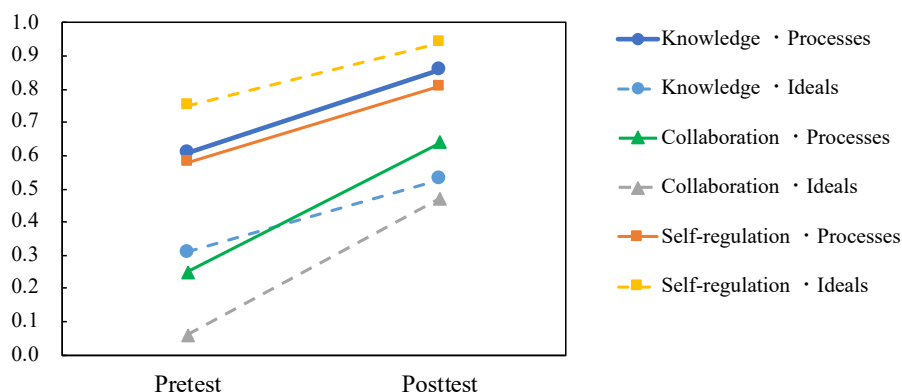 1.0
0.9
0.8
0.7
0.6
0.5
0.4
0.3
0.2
0.1
0.0
Pretest Posttest
Knowledge ・Processes
Knowledge ・Ideals
Collaboration ・Processes
Collaboration ・Ideals
Self-regulation ・Processes
Self-regulation ・Ideals